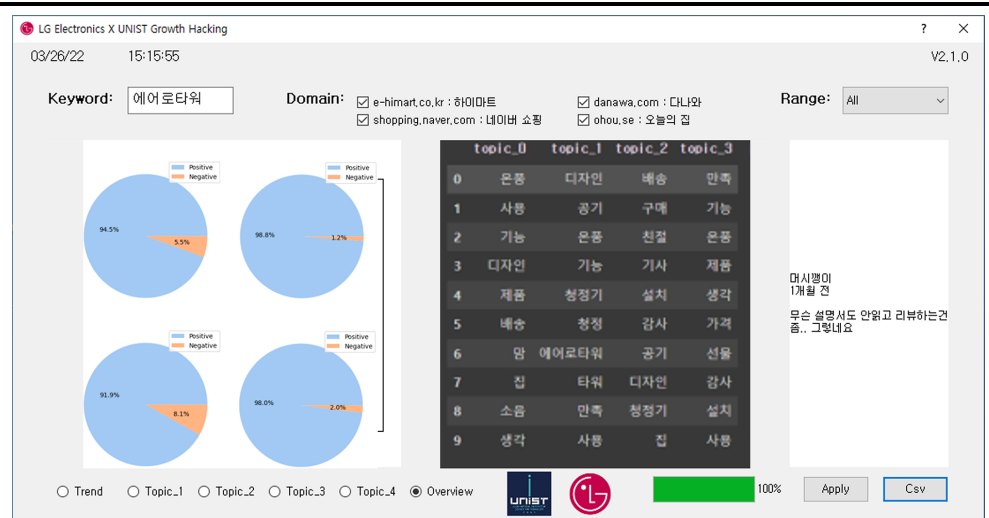 LG Electronics X UNIST Growth Hacking ? ×
03/26/22 15:15:55 V2.1.0
Keyword: 에어로타워 Domain: e-himart.co.kr : 하이마트 danawa.com : 다나와 Range: All
shopping.naver.com : 네이버 쇼핑 ohou.se : 오늘의 집
Positive
Negative
94.5%
5.5%
Positive
Negative
98.8%
1.2%
Positive
Negative
91.9%
8.1%
Positive
Negative
98.0%
2.0%
topic_0 topic_1 topic_2 topic_3
0 온풍 디자인 배송 만족
1 사용 공기 구매 기능
2 기능 온풍 친절 온풍
3 디자인 기능 기사 제품
4 제품 청정기 설치 생각
5 배송 청정 감사 가격
6 맘 에어로타워 공기 선물
7 집 타워 디자인 감사
8 소음 만족 청정기 설치
9 생각 사용 집 사용
머시깽이
1개월 전
무슨 설명서도 안읽고 리뷰하는건
좀.. 그렇네요
Trend Topic_1 Topic_2 Topic_3 Topic_4 Overview UNIST LG 100% Apply Csv